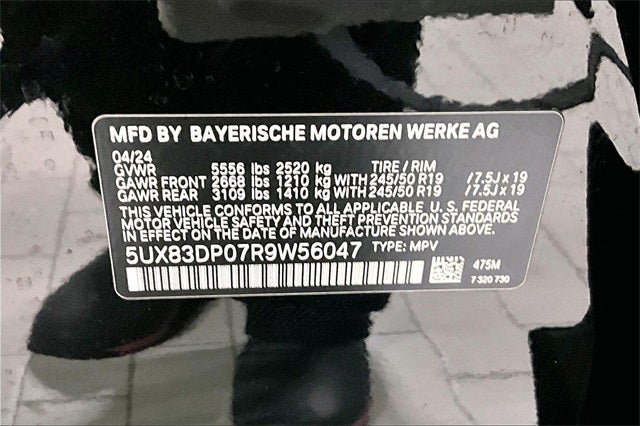 MFD BY BAYERISCHE MOTOREN WERKE AG
04/24
GVWR 5556 lbs 2520 kg TIRE / RIM
GAWR FRONT 2668 lbs 1210 kg WITH 245/50 R19 / 7.5J x 19
GAWR REAR 3109 lbs 1410 kg WITH 245/50 R19 / 7.5J x 19
THIS VEHICLE CONFORMS TO ALL APPLICABLE U. S. FEDERAL
MOTOR VEHICLE SAFETY AND THEFT PREVENTION STANDARDS
IN EFFECT ON THE DATE OF MANUFACTURE SHOWN ABOVE.
5UX83DP07R9W56047 TYPE: MPV
475M
7 320 730